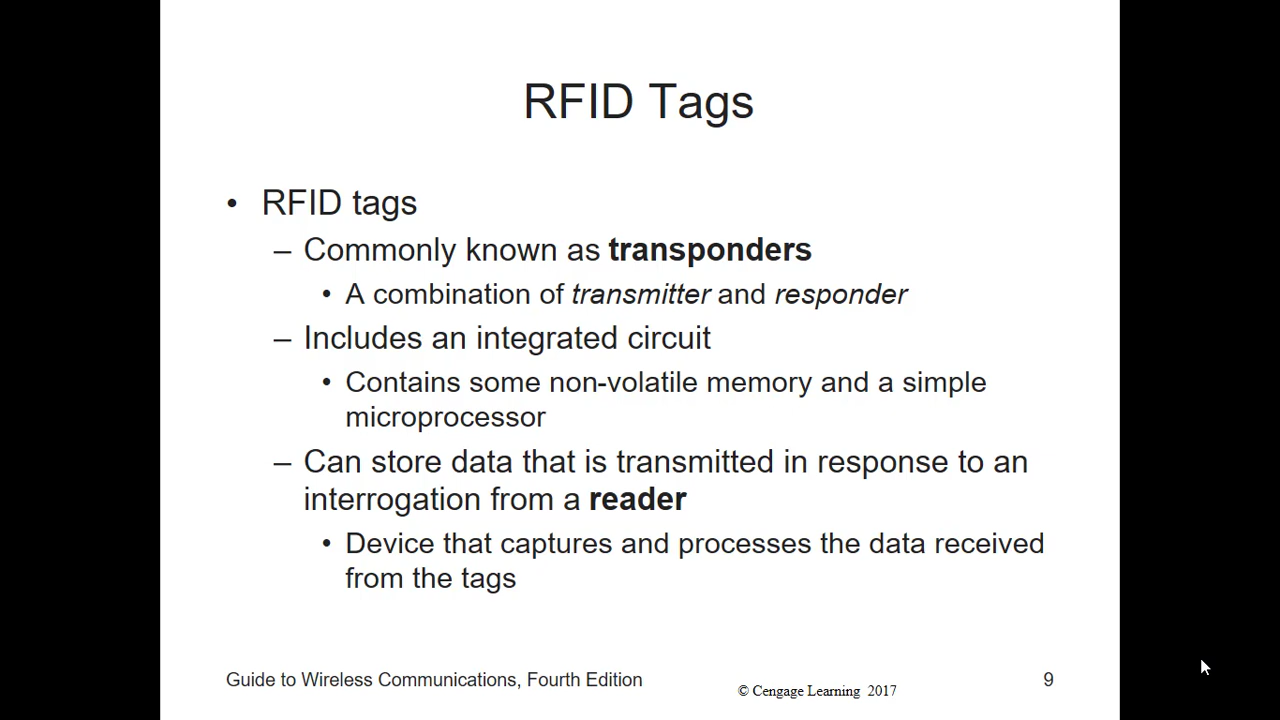 RFID Tags
• RFID tags
– Commonly known as transponders
• A combination of transmitter and responder
– Includes an integrated circuit
• Contains some non-volatile memory and a simple
microprocessor
– Can store data that is transmitted in response to an
interrogation from a reader
• Device that captures and processes the data received
from the tags
Guide to Wireless Communications, Fourth Edition
© Cengage Learning 2017
9